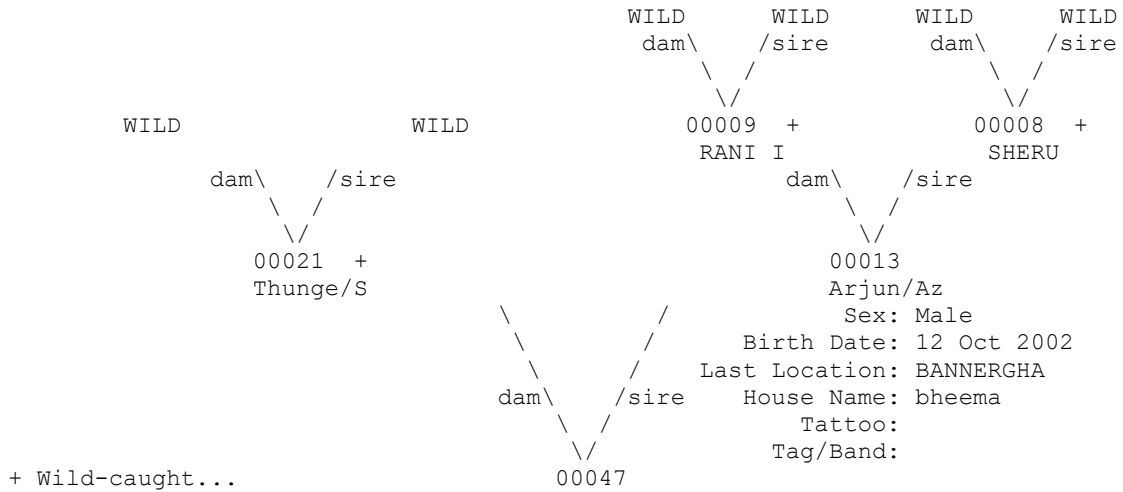 WILD WILD WILD WILD
dam\ /sire dam\ /sire
\ / \ /
\/ \/
WILD WILD 00009 + 00008 +
RANI I SHERU
dam\ /sire dam\ /sire
\ / \ /
\/ \/
00021 + 00013
Thunge/S Arjun/Az
\ / Sex: Male
\ / Birth Date: 12 Oct 2002
\ / Last Location: BANNERGHA
dam\ /sire House Name: bheema
\ / Tattoo:
\/ Tag/Band:
+ Wild-caught... 00047